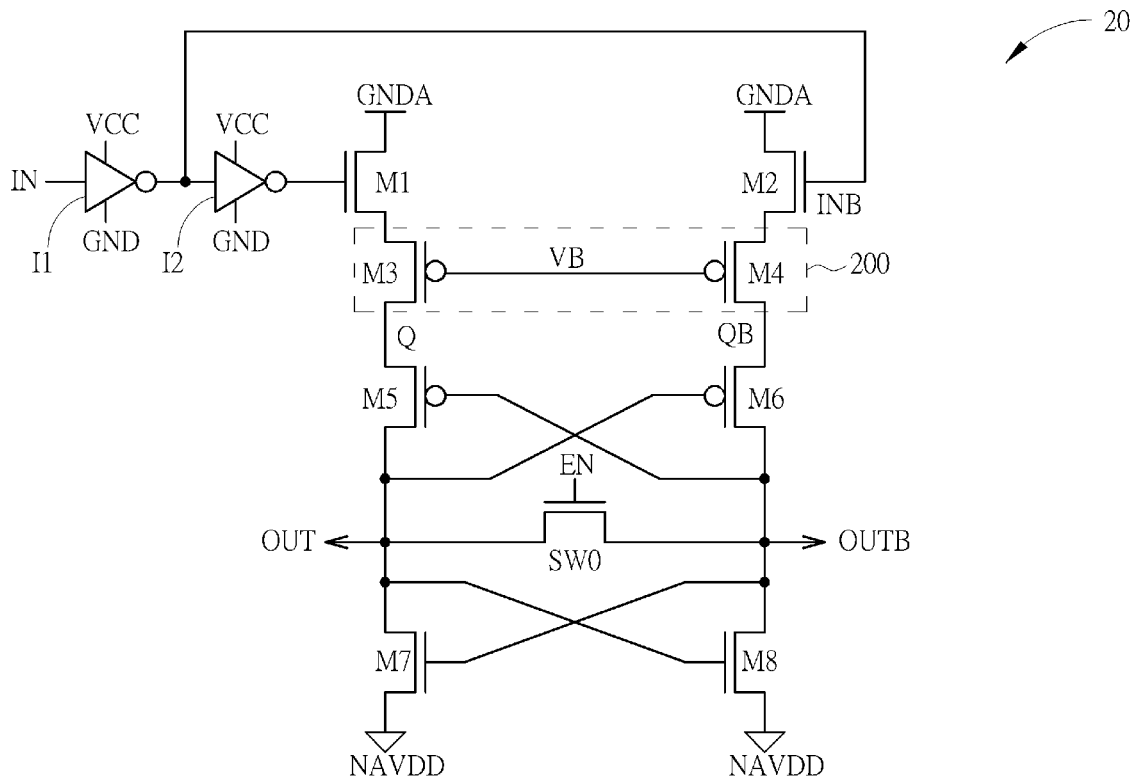 20
GNDA GNDA
VCC VCC
IN M1 M2
INB
GND GND
I1 I2
M3 VB M4 200
Q QB
M5 M6
EN
OUT OUTB
SW0
M7 M8
NAVDD NAVDD